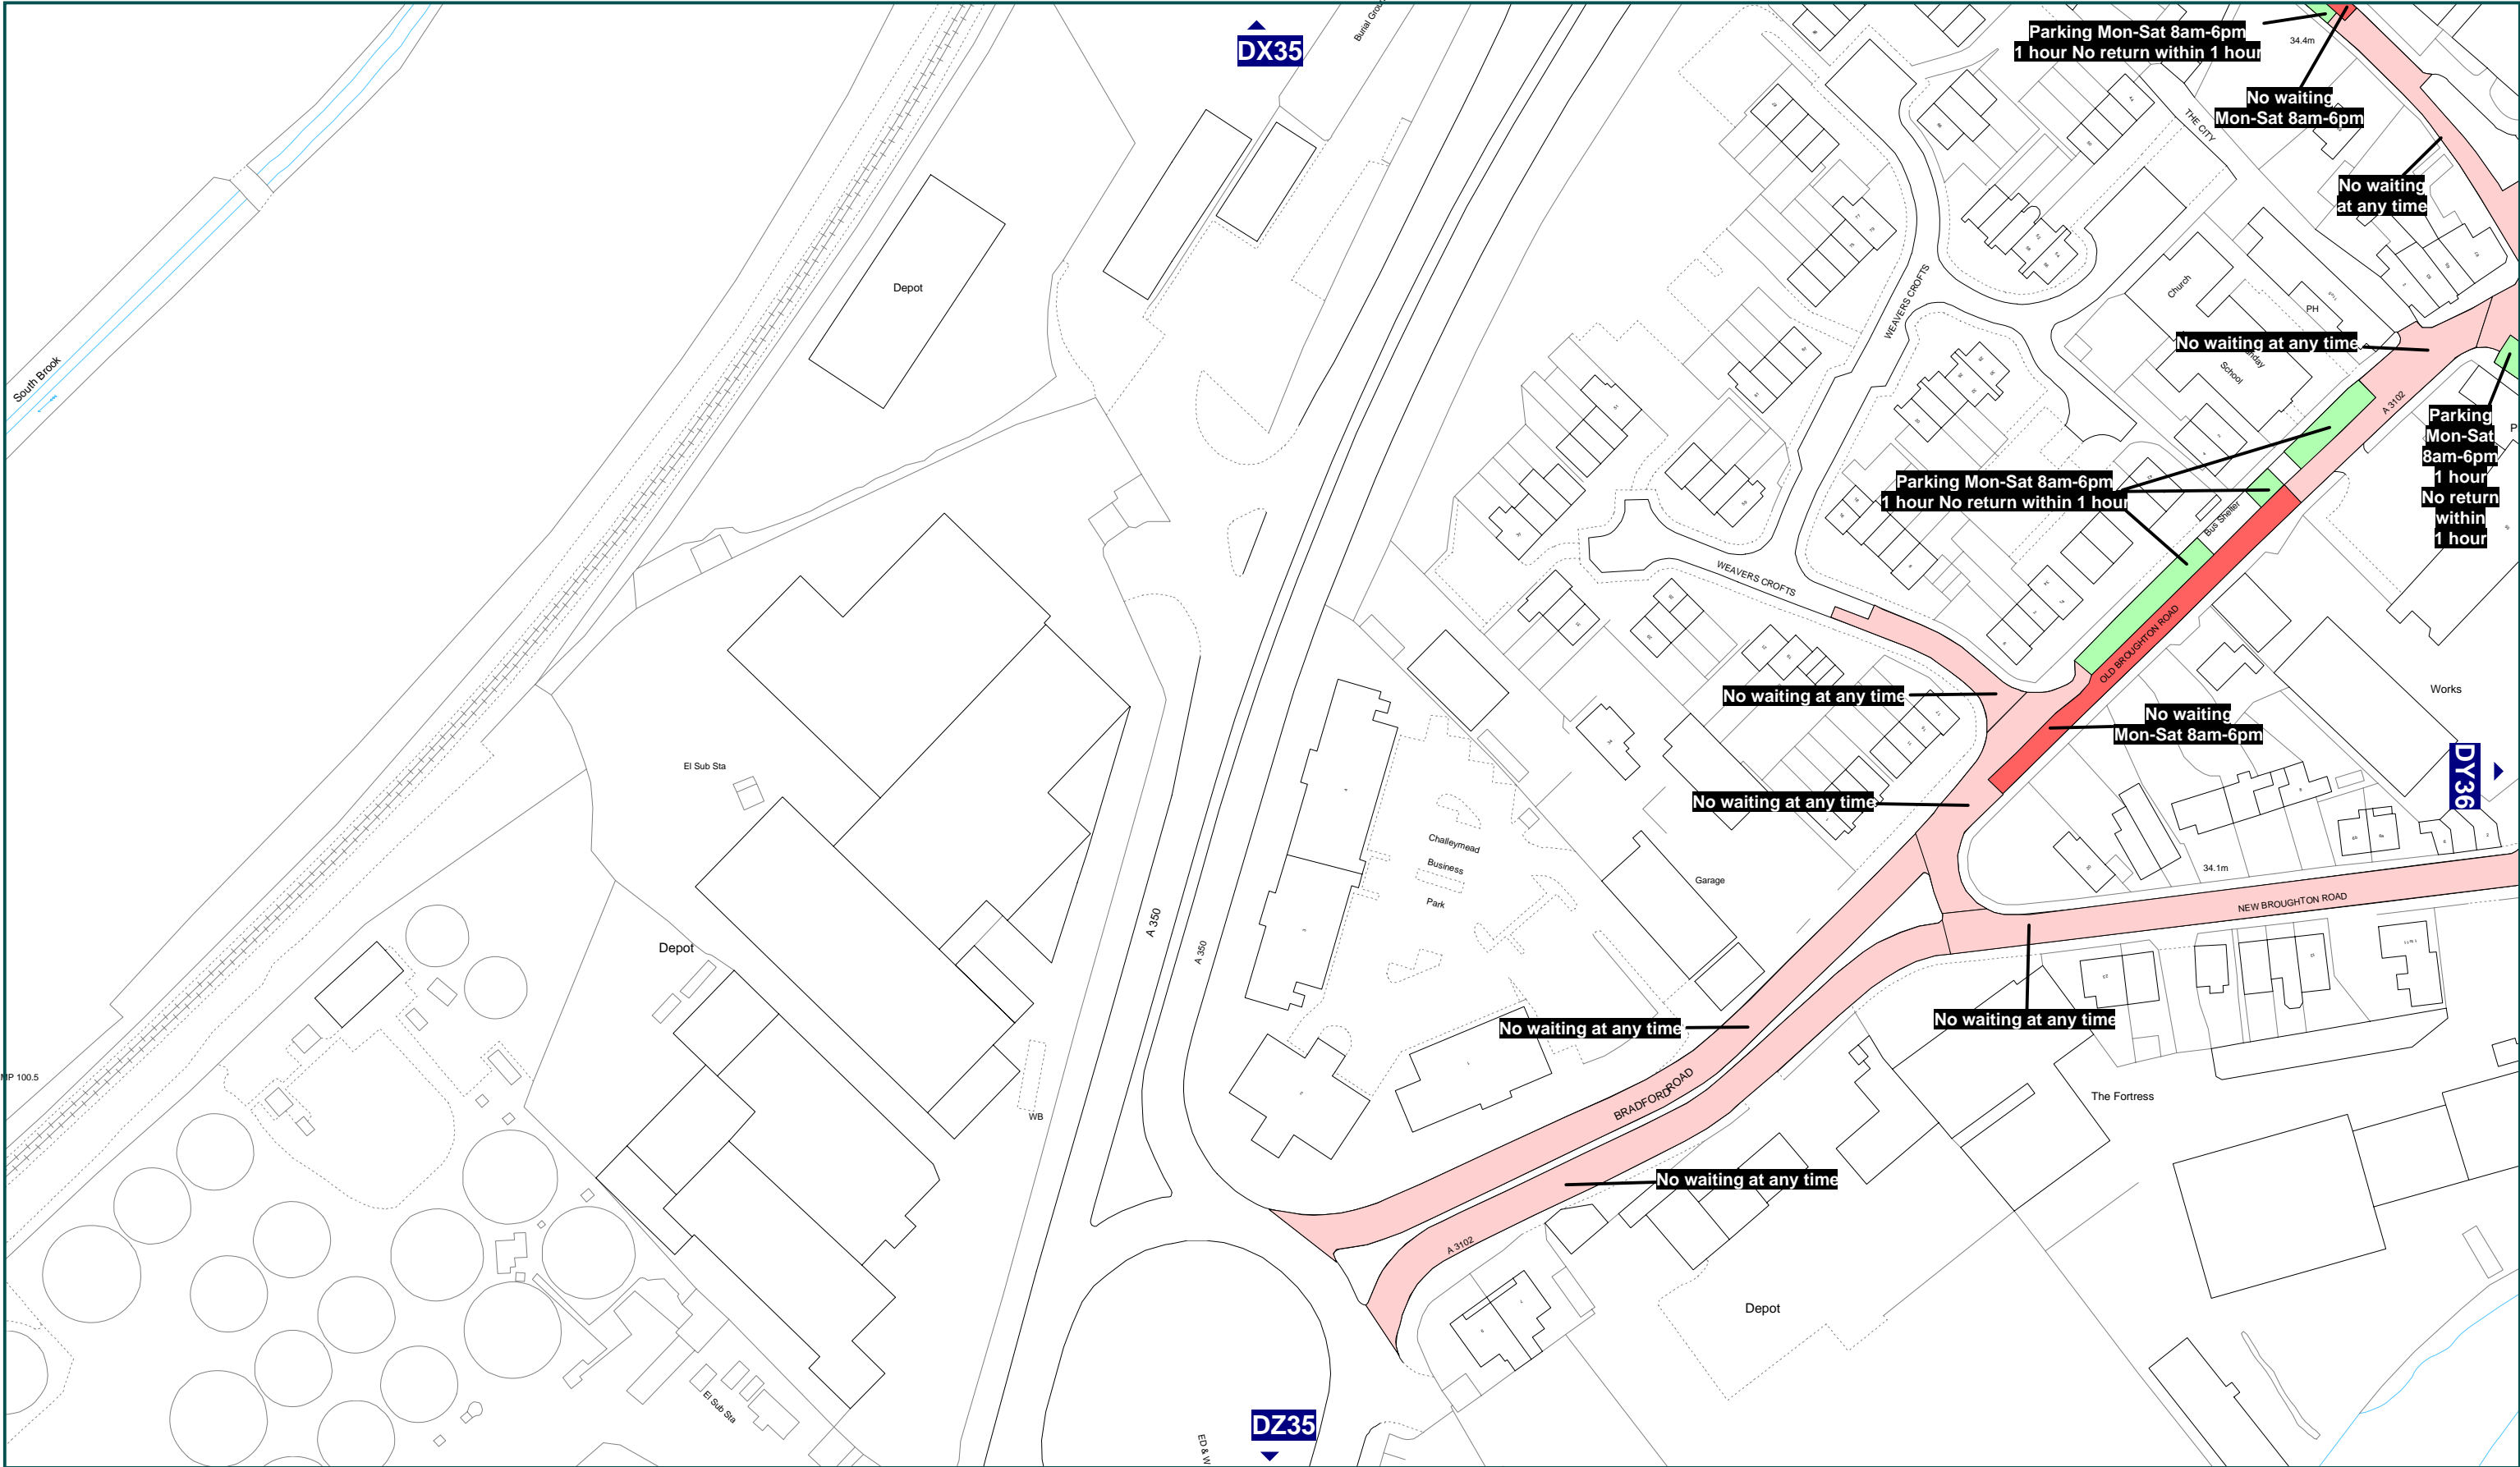 DX35
Burial Grou
Parking Mon-Sat 8am-6pm
1 hour No return within 1 hour
34.4m
No waiting
Mon-Sat 8am-6pm
THE CITY
No waiting
at any time
Depot
South Brook
WEAVERS CROFTS
Church
PH
No waiting at any time
Sunday
School
A 3102
Parking
Mon-Sat
8am-6pm
1 hour
No return
within
1 hour
P
Parking Mon-Sat 8am-6pm
1 hour No return within 1 hour
Bus Shelter
WEAVERS CROFTS
OLD BROUGHTON ROAD
Works
No waiting at any time
No waiting
Mon-Sat 8am-6pm
DY36
El Sub Sta
No waiting at any time
Challeymead
Business
Park
Garage
34.1m
NEW BROUGHTON ROAD
A 350
A 350
Depot
No waiting at any time
No waiting at any time
MP 100.5
WB
BRADFORD ROAD
The Fortress
No waiting at any time
A 3102
Depot
El Sub Sta
DZ35
ED & W